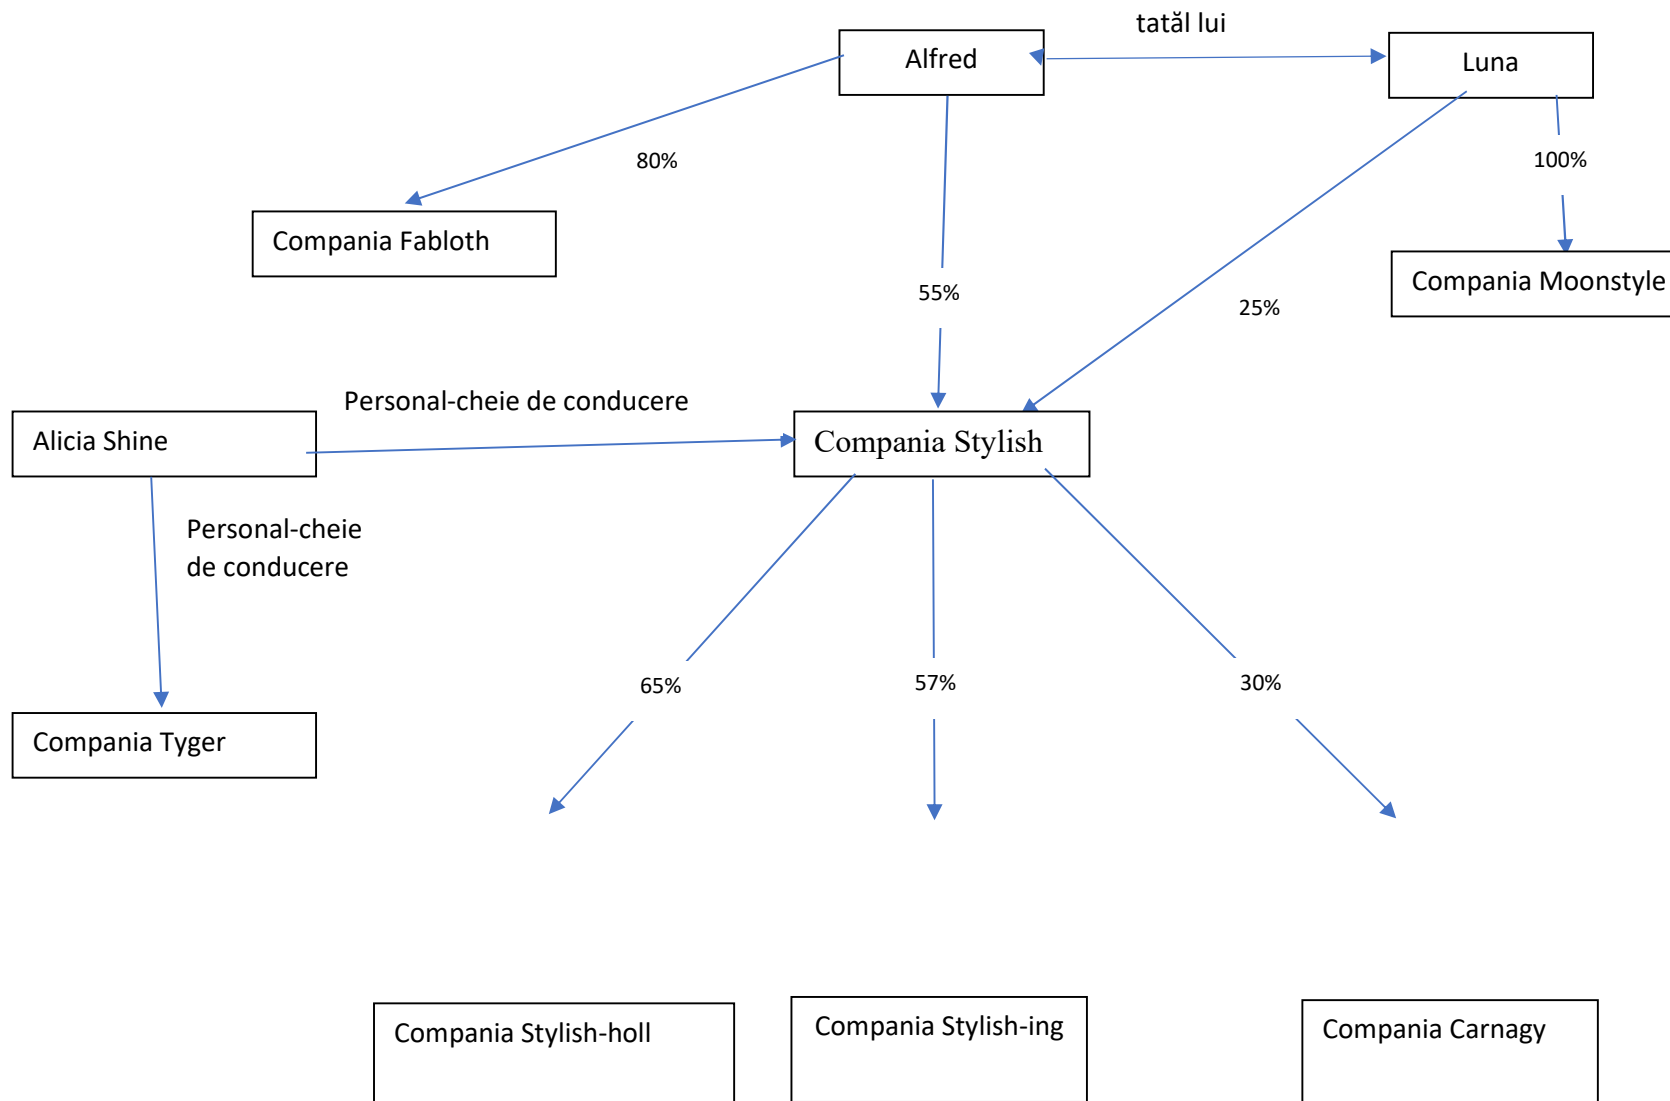 tatăl lui
Alfred
Luna
80%
100%
Compania Fabloth
Compania Moonstyle
55%
25%
Personal-cheie de conducere
Alicia Shine
Compania Stylish
Personal-cheie
de conducere
65%
57%
30%
Compania Tyger
Compania Stylish-holl
Compania Stylish-ing
Compania Carnagy